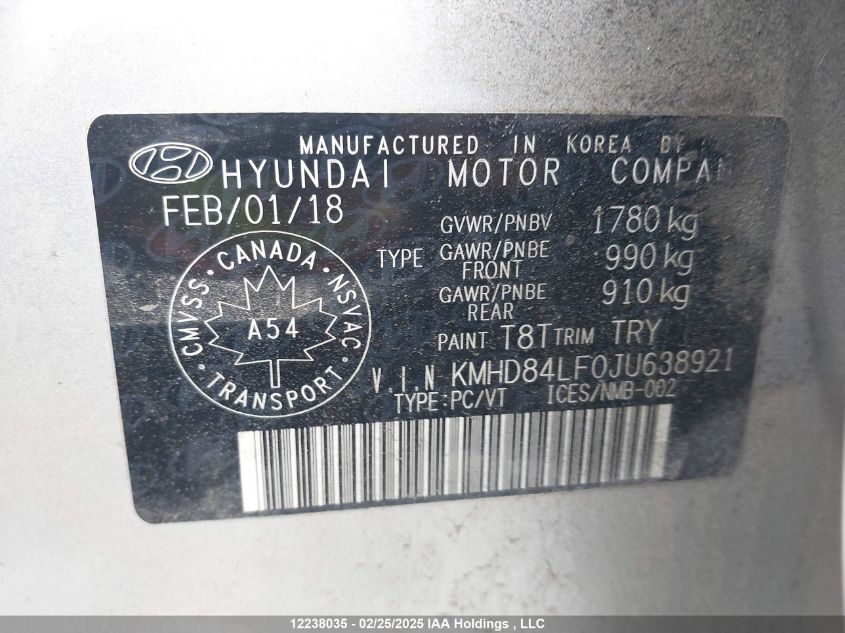 MANUFACTURED IN KOREA BY
HYUNDAI MOTOR
FEB/01/18
GVWR/PNBV 1780 kg
TYPE GAWR/PNBE FRONT 990 kg
GAWR/PNBE REAR 910 kg
PAINT T8T TRIM TRY
V.I.N KMHD84LF0JU638921
TYPE:PC/VT ICES/NMB-002
CMVSS · CANADA · NSVAC
A54
TRANSPORT
12238035 - 02/25/2025 IAA Holdings , LLC